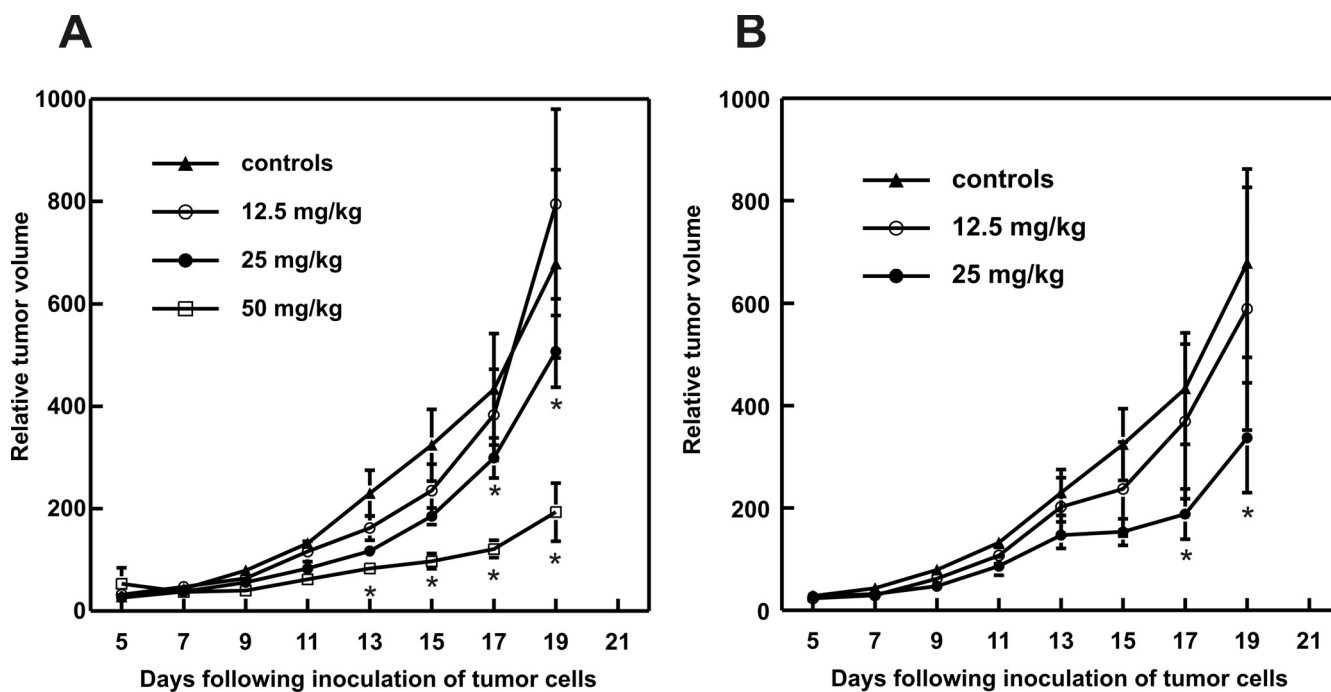 A
Relative tumor volume
1000
800
600
400
200
0
controls
12.5 mg/kg
25 mg/kg
50 mg/kg
*
*
*
*
*
*
5 7 9 11 13 15 17 19 21
Days following inoculation of tumor cells
B
Relative tumor volume
1000
800
600
400
200
0
controls
12.5 mg/kg
25 mg/kg
*
*
5 7 9 11 13 15 17 19 21
Days following inoculation of tumor cells